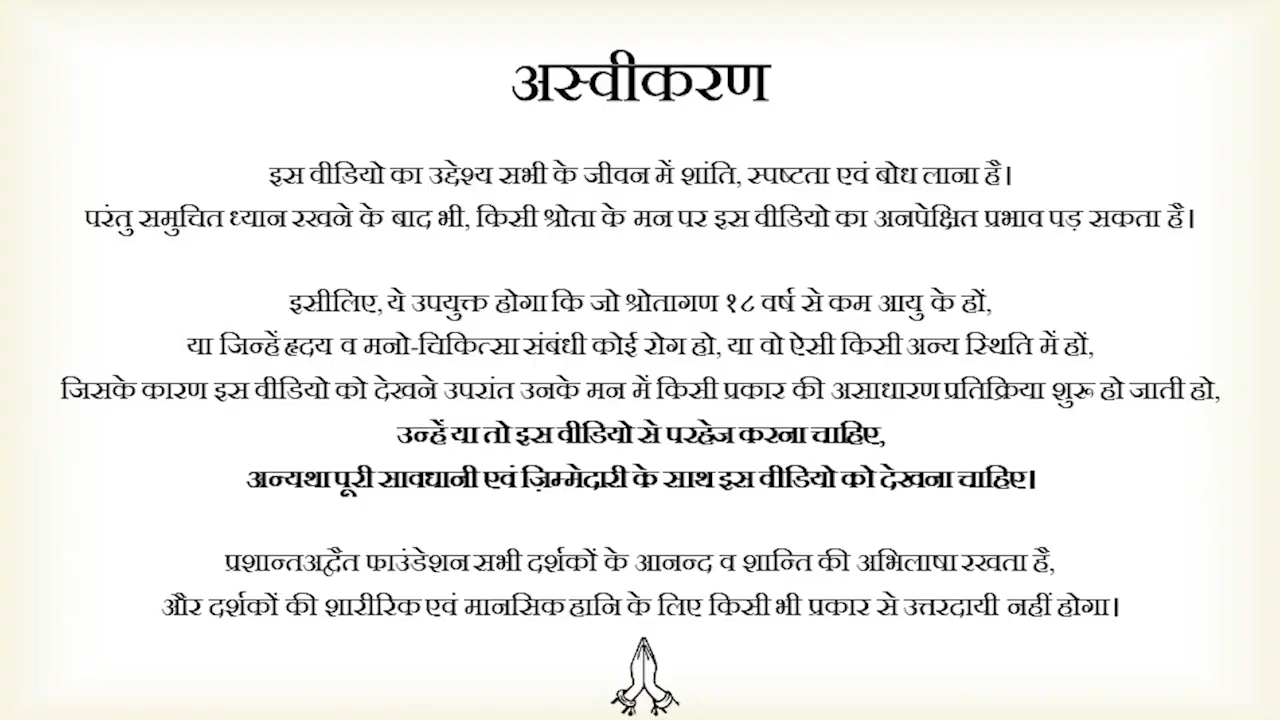 अस्वीकरण
इस वीडियो का उद्देश्य सभी के जीवन में शांति, स्पष्टता एवं बोध लाना है।
परंतु समुचित ध्यान रखने के बाद भी, किसी श्रोता के मन पर इस वीडियो का अनपेक्षित प्रभाव पड़ सकता है।
इसीलिए, ये उपयुक्त होगा कि जो श्रोतागण १८ वर्ष से कम आयु के हों,
या जिन्हें हृदय व मनो-चिकित्सा संबंधी कोई रोग हो, या वो ऐसी किसी अन्य स्थिति में हों,
जिसके कारण इस वीडियो को देखने उपरांत उनके मन में किसी प्रकार की असाधारण प्रतिक्रिया शुरू हो जाती हो,
उन्हें या तो इस वीडियो से परहेज करना चाहिए,
अन्यथा पूरी सावधानी एवं ज़िम्मेदारी के साथ इस वीडियो को देखना चाहिए।
प्रशान्तअद्वैत फाउंडेशन सभी दर्शकों के आनन्द व शान्ति की अभिलाषा रखता है,
और दर्शकों की शारीरिक एवं मानसिक हानि के लिए किसी भी प्रकार से उत्तरदायी नहीं होगा।